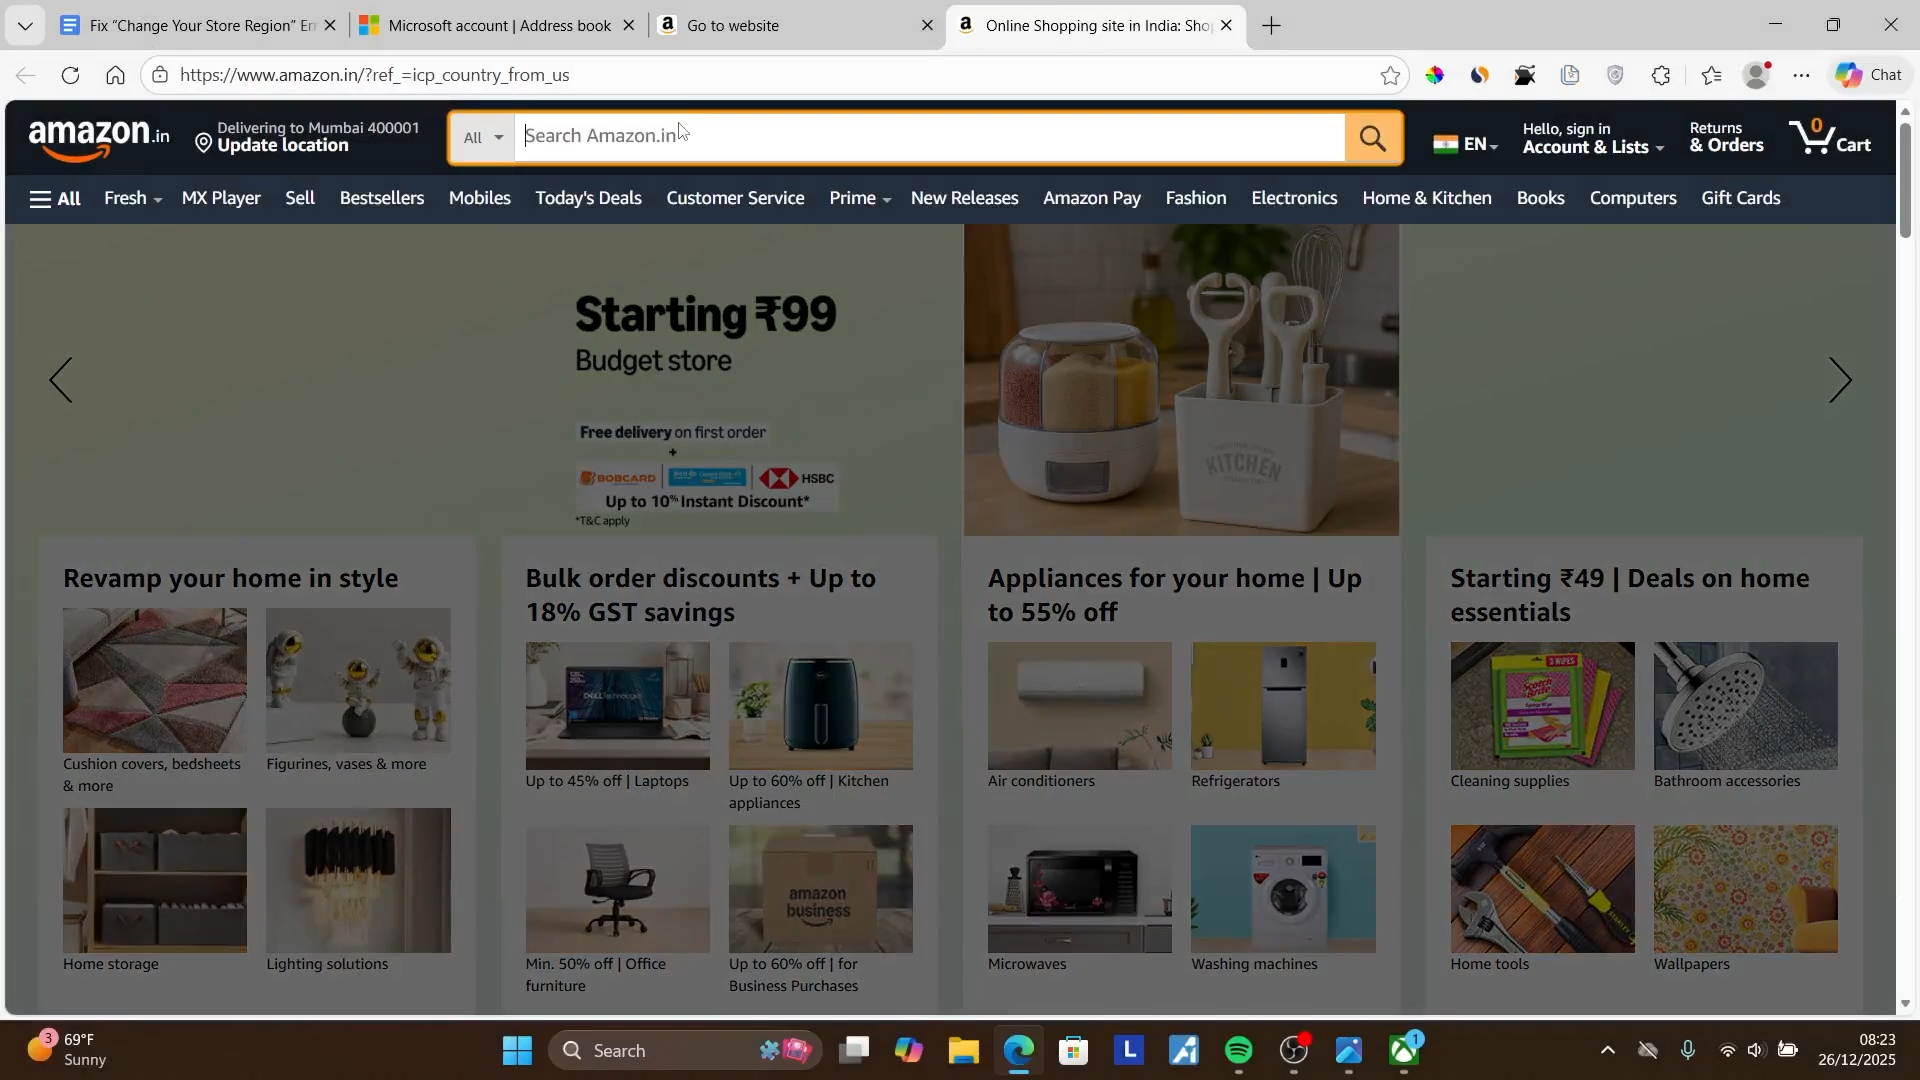 Fix “Change Your Store Region” Er
Microsoft account | Address book
Go to website
Online Shopping site in India: Sho
https://www.amazon.in/?ref_=icp_country_from_us
Chat
amazon.in
Delivering to Mumbai 400001
Update location
All
Search Amazon.in
EN
Hello, sign in
Account & Lists
Returns
& Orders
0
Cart
All
Fresh
MX Player
Sell
Bestsellers
Mobiles
Today's Deals
Customer Service
Prime
New Releases
Amazon Pay
Fashion
Electronics
Home & Kitchen
Books
Computers
Gift Cards
Starting ₹99
Budget store
Free delivery on first order
+
BOBCARD
HSBC
Up to 10% Instant Discount*
*T&C apply
KITCHEN
Revamp your home in style
Cushion covers, bedsheets
& more
Figurines, vases & more
Home storage
Lighting solutions
Bulk order discounts + Up to
18% GST savings
Up to 45% off | Laptops
Up to 60% off | Kitchen
appliances
amazon
business
Min. 50% off | Office
furniture
Up to 60% off | for
Business Purchases
Appliances for your home | Up
to 55% off
Air conditioners
Refrigerators
Microwaves
Washing machines
Starting ₹49 | Deals on home
essentials
Scotch
Brite
3 WIPES
Cleaning supplies
Bathroom accessories
Home tools
Wallpapers
3
69°F
Sunny
Search
L
1
08:23
26/12/2025